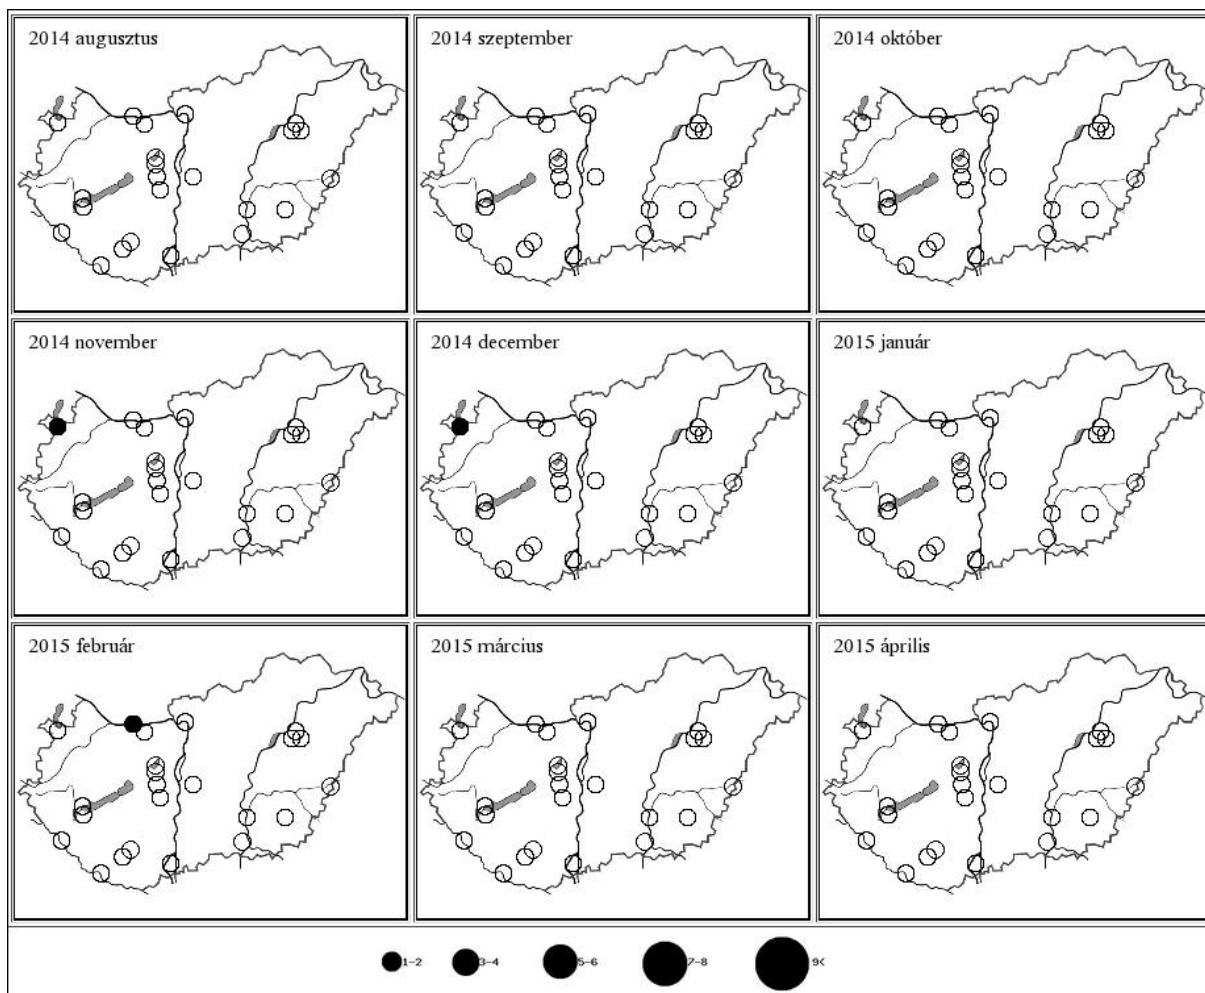 2014 augusztus
2014 szeptember
2014 október
2014 november
2014 december
2015 január
2015 február
2015 március
2015 április
1-2
3-4
5-6
7-8
9<